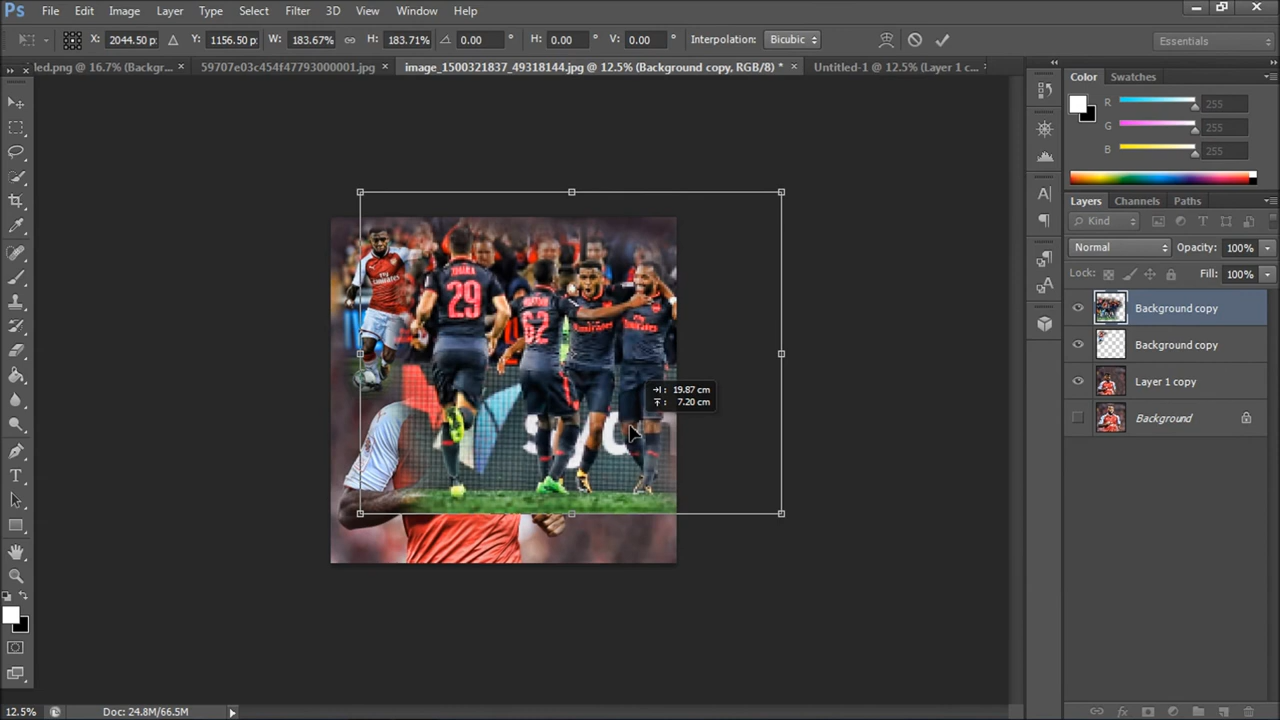 Ps File Edit Image Layer Type Select Filter 3D View Window Help
X: 2044.50 p: Y: 1156.50 p: W: 183.67% H: 183.71% 0.00 ° H: 0.00 ° V: 0.00 ° Interpolation: Bicubic Essentials
led.png @ 16.7% (Backgr... × 59707e03c454f47793000001.jpg × image_1500321837_49318144.jpg @ 12.5% (Background copy, RGB/8) * × Untitled-1 @ 12.5% (Layer 1 c...
Color Swatches
R 255
G 255
B 255
Layers Channels Paths
Kind
Normal Opacity: 100%
Lock: Fill: 100%
Background copy
Background copy
Layer 1 copy
Background
29
62
Fly
Emirates
19.87 cm
7.20 cm
12.5% Doc: 24.8M/66.5M